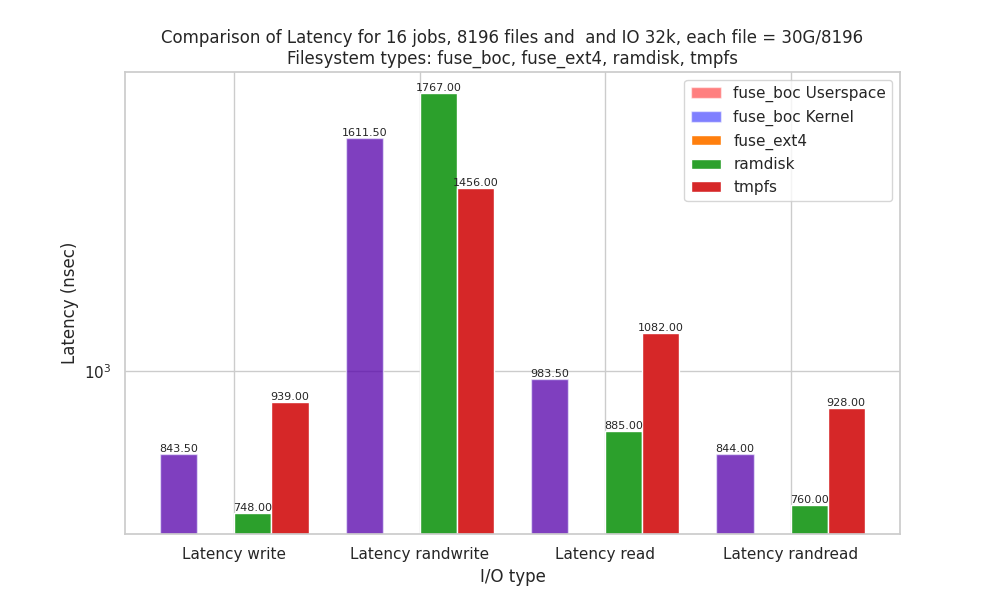 Comparison of Latency for 16 jobs, 8196 files and  and IO 32k, each file = 30G/8196
Filesystem types: fuse_boc, fuse_ext4, ramdisk, tmpfs
fuse_boc Userspace
fuse_boc Kernel
fuse_ext4
ramdisk
tmpfs
Latency (nsec)
10³
843.50
748.00
939.00
1611.50
1767.00
1456.00
983.50
885.00
1082.00
844.00
760.00
928.00
Latency write
Latency randwrite
Latency read
Latency randread
I/O type